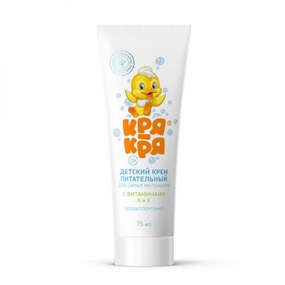 КРЯ®
КРЯ
0+
ДЕТСКИЙ КРЕМ
ПИТАТЕЛЬНЫЙ
ДЛЯ САМЫХ МАЛЕНЬКИХ
С ВИТАМИНАМИ
А и Е
ГИПОАЛЛЕРГЕННО
75 мл